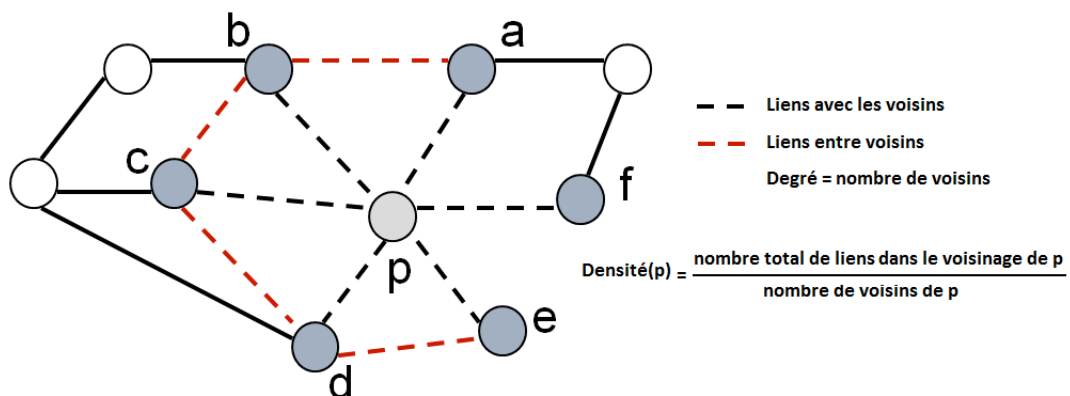 b
a
c
f
p
e
d
Liens avec les voisins
Liens entre voisins
Degré = nombre de voisins
Densité(p) = nombre total de liens dans le voisinage de p
nombre de voisins de p